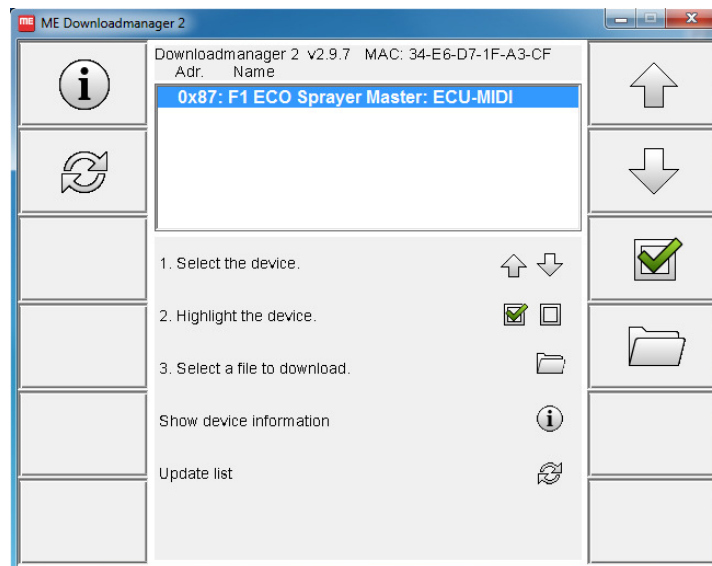 ME ME Downloadmanager 2
Downloadmanager 2 v2.9.7 MAC: 34-E6-D7-1F-A3-CF
Adr. Name
0x87: F1 ECO Sprayer Master: ECU-MIDI
1. Select the device.
2. Highlight the device.
3. Select a file to download.
Show device information
Update list